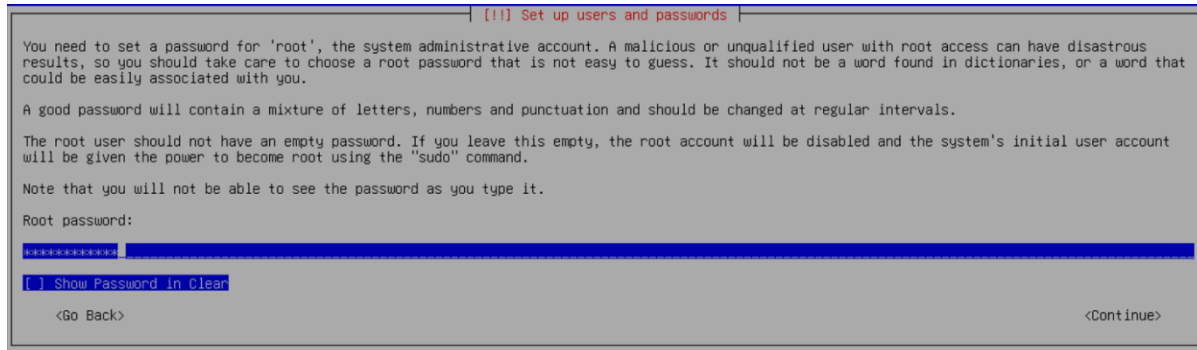 [!!] Set up users and passwords
You need to set a password for 'root', the system administrative account. A malicious or unqualified user with root access can have disastrous
results, so you should take care to choose a root password that is not easy to guess. It should not be a word found in dictionaries, or a word that
could be easily associated with you.
A good password will contain a mixture of letters, numbers and punctuation and should be changed at regular intervals.
The root user should not have an empty password. If you leave this empty, the root account will be disabled and the system's initial user account
will be given the power to become root using the "sudo" command.
Note that you will not be able to see the password as you type it.
Root password:
*************
[ ] Show Password in Clear
<Go Back> <Continue>